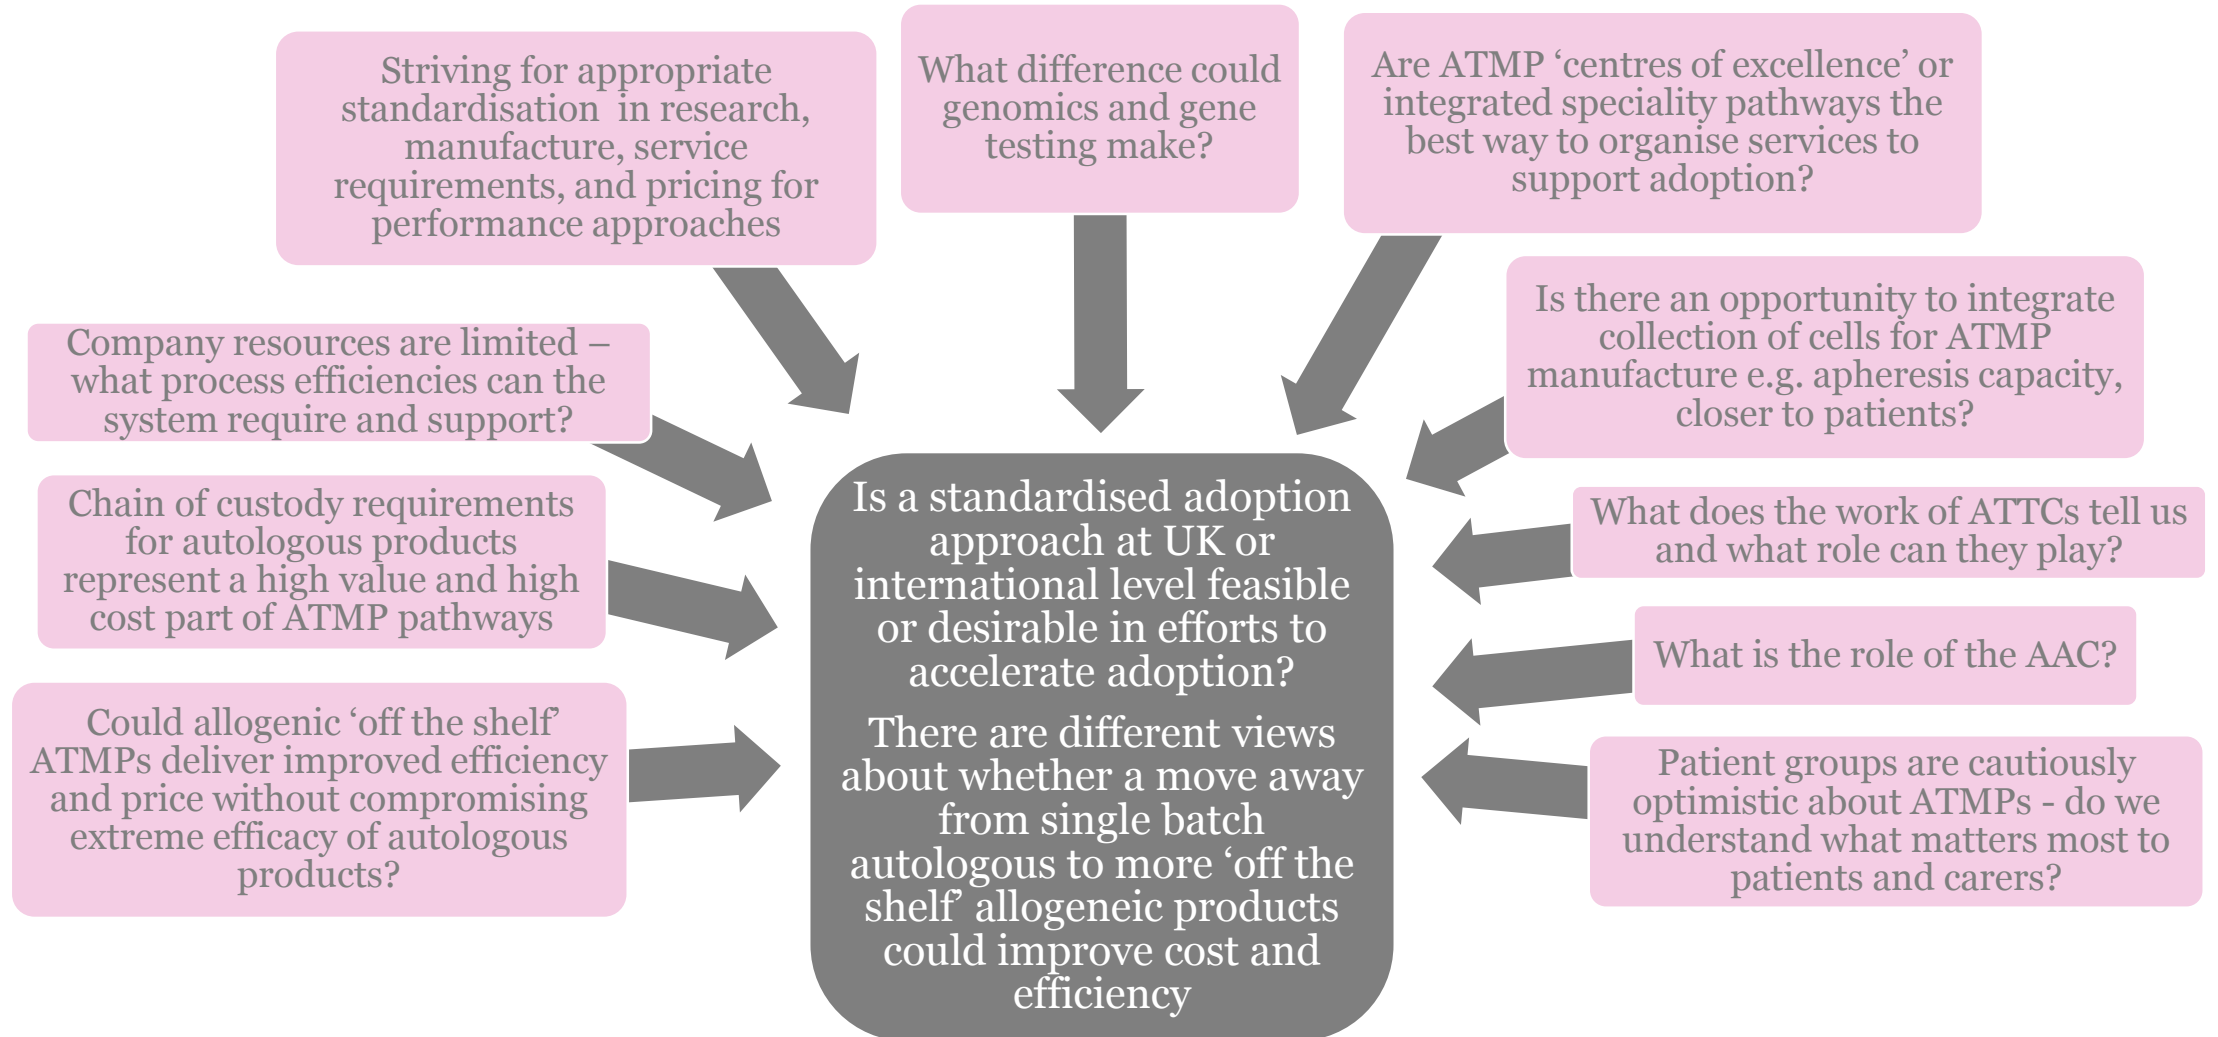 Striving for appropriate
standardisation  in research,
manufacture, service
requirements, and pricing for
performance approaches
What difference could
genomics and gene
testing make?
Are ATMP ‘centres of excellence’ or
integrated speciality pathways the
best way to organise services to
support adoption?
Company resources are limited –
what process efficiencies can the
system require and support?
Is there an opportunity to integrate
collection of cells for ATMP
manufacture e.g. apheresis capacity,
closer to patients?
Chain of custody requirements
for autologous products
represent a high value and high
cost part of ATMP pathways
What does the work of ATTCs tell us
and what role can they play?
Could allogenic ‘off the shelf’
ATMPs deliver improved efficiency
and price without compromising
extreme efficacy of autologous
products?
What is the role of the AAC?
Patient groups are cautiously
optimistic about ATMPs - do we
understand what matters most to
patients and carers?
Is a standardised adoption
approach at UK or
international level feasible
or desirable in efforts to
accelerate adoption?
There are different views
about whether a move away
from single batch
autologous to more ‘off the
shelf’ allogeneic products
could improve cost and
efficiency